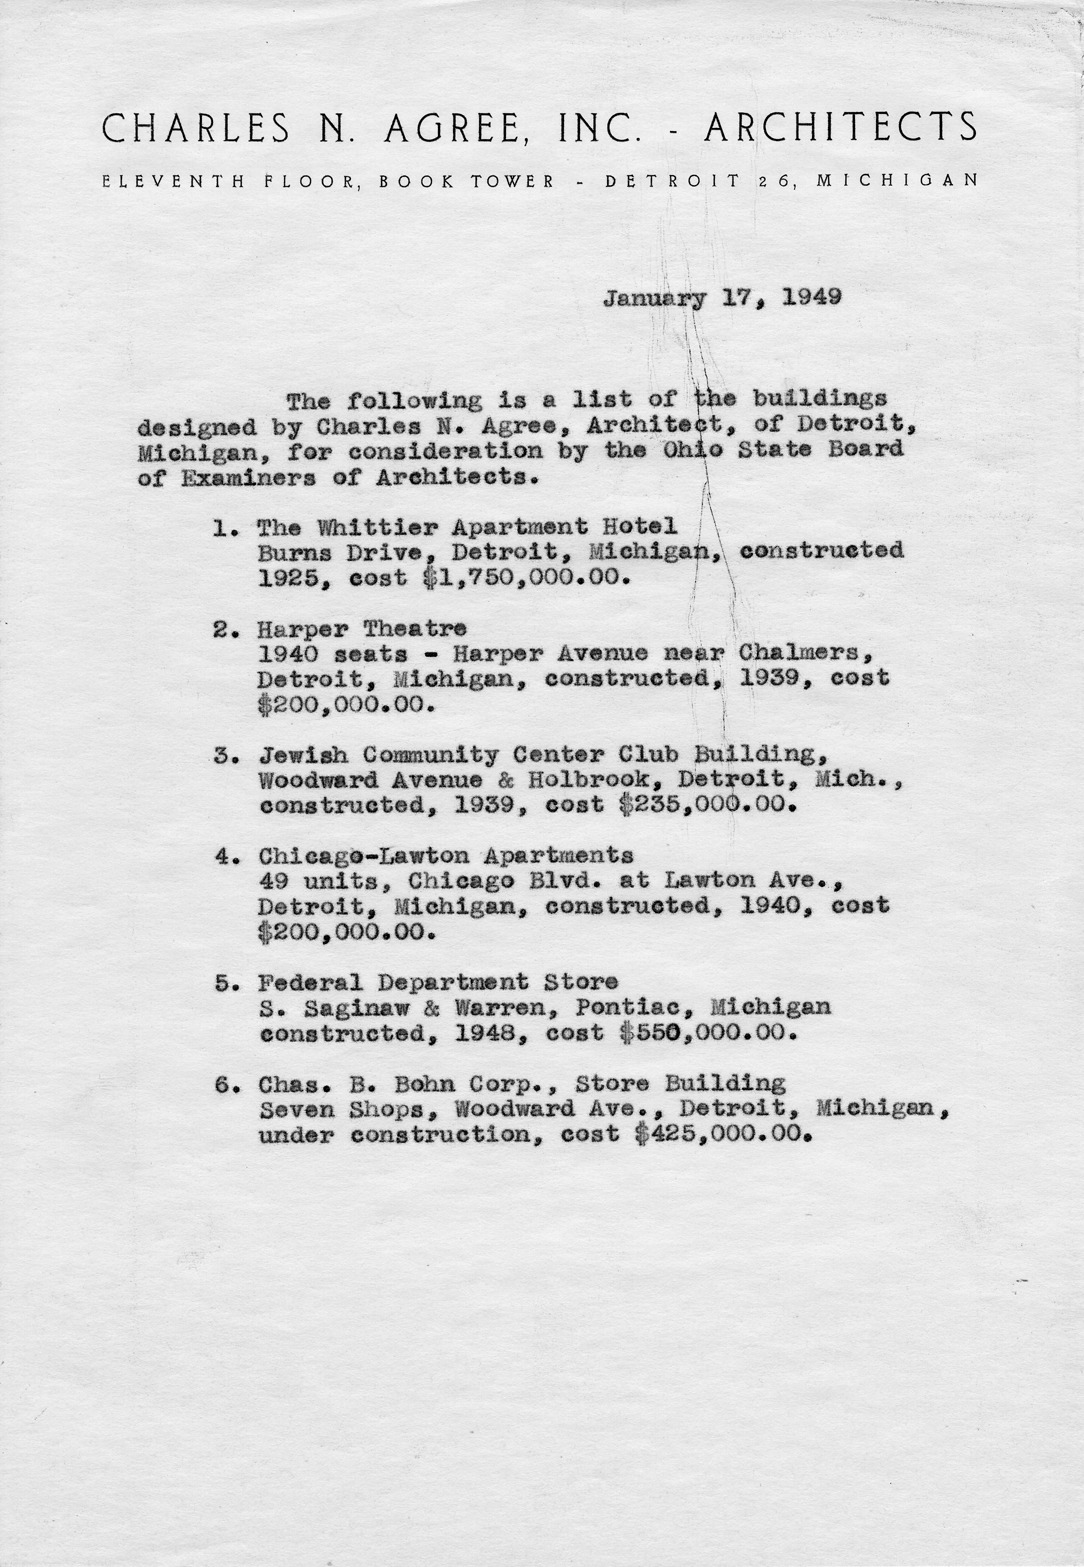 CHARLES N. AGREE, INC. - ARCHITECTS
ELEVENTH FLOOR, BOOK TOWER - DETROIT 26, MICHIGAN
January 17, 1949
The following is a list of the buildings
designed by Charles N. Agree, Architect, of Detroit,
Michigan, for consideration by the Ohio State Board
of Examiners of Architects.
1. The Whittier Apartment Hotel
Burns Drive, Detroit, Michigan, constructed
1925, cost $1,750,000.00.
2. Harper Theatre
1940 seats - Harper Avenue near Chalmers,
Detroit, Michigan, constructed, 1939, cost
$200,000.00.
3. Jewish Community Center Club Building,
Woodward Avenue & Holbrook, Detroit, Mich.,
constructed, 1939, cost $235,000.00.
4. Chicago-Lawton Apartments
49 units, Chicago Blvd. at Lawton Ave.,
Detroit, Michigan, constructed, 1940, cost
$200,000.00.
5. Federal Department Store
S. Saginaw & Warren, Pontiac, Michigan
constructed, 1948, cost $550,000.00.
6. Chas. B. Bohn Corp., Store Building
Seven Shops, Woodward Ave., Detroit, Michigan,
under construction, cost $425,000.00.